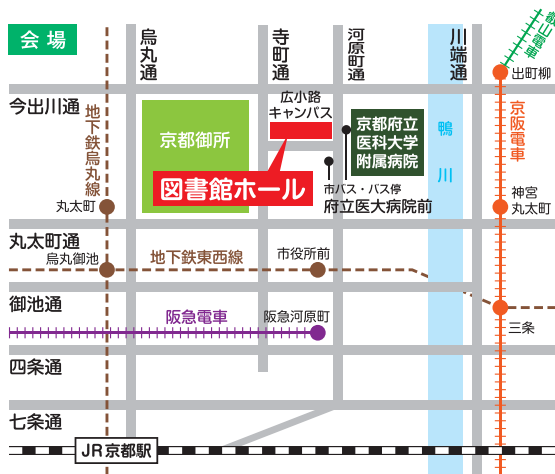 会場
烏丸通
寺町通
河原町通
川端通
叡山電車
出町柳
今出川通
地下鉄烏丸線
京都御所
広小路
キャンパス
京都府立
医科大学
附属病院
鴨川
京阪電車
図書館ホール
市バス・バス停
府立医大病院前
神宮
丸太町
丸太町
丸太町通
烏丸御池
地下鉄東西線
市役所前
御池通
阪急電車
阪急河原町
三条
四条通
七条通
JR京都駅